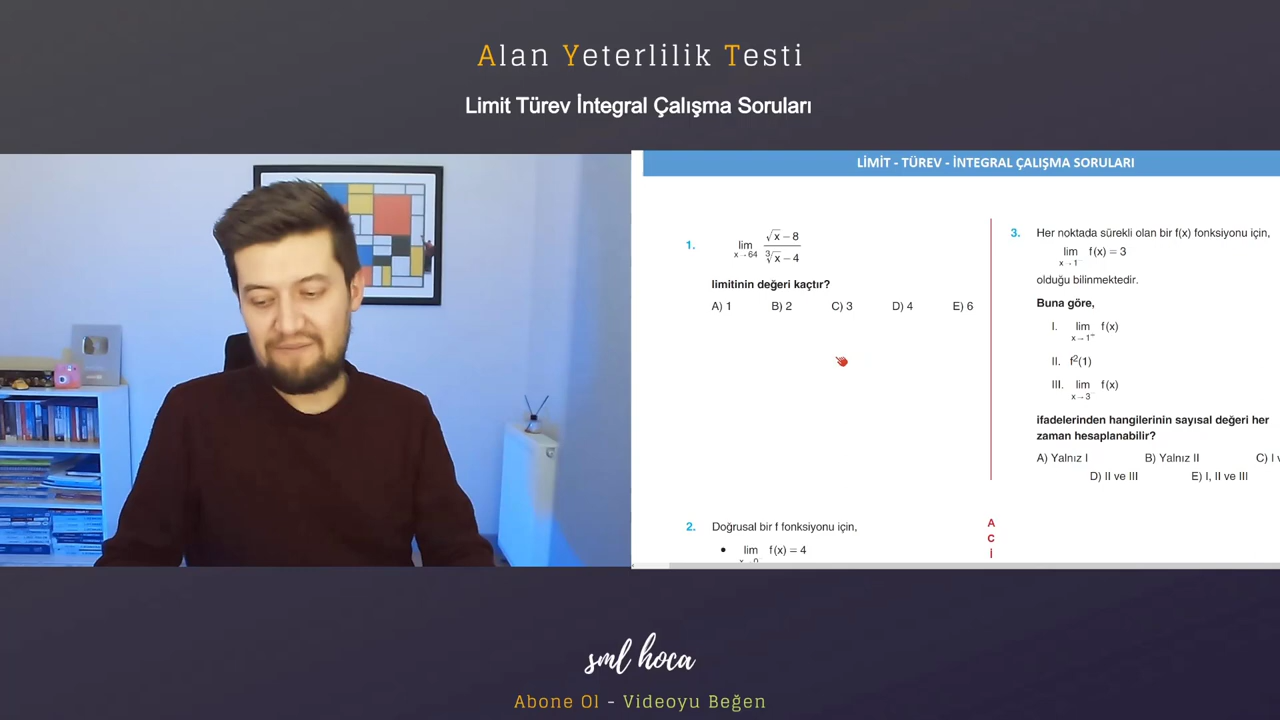 Alan Yeterlilik Testi
Limit Türev İntegral Çalışma Soruları
LİMİT - TÜREV - İNTEGRAL ÇALIŞMA SORULARI
1.
lim x→64 (√x – 8) / (∛x – 4)
limitinin değeri kaçtır?
A) 1 B) 2 C) 3 D) 4 E) 6
2. Doğrusal bir f fonksiyonu için,
• lim f(x) = 4
x→0
A
C
İ
3. Her noktada sürekli olan bir f(x) fonksiyonu için,
lim f(x) = 3
x→1⁻
olduğu bilinmektedir.
Buna göre,
I. lim f(x)
x→1⁺
II. f²(1)
III. lim f(x)
x→3
ifadelerinden hangilerinin sayısal değeri her
zaman hesaplanabilir?
A) Yalnız I B) Yalnız II C) I
D) II ve III E) I, II ve III
sml hoca
Abone Ol - Videoyu Beğen